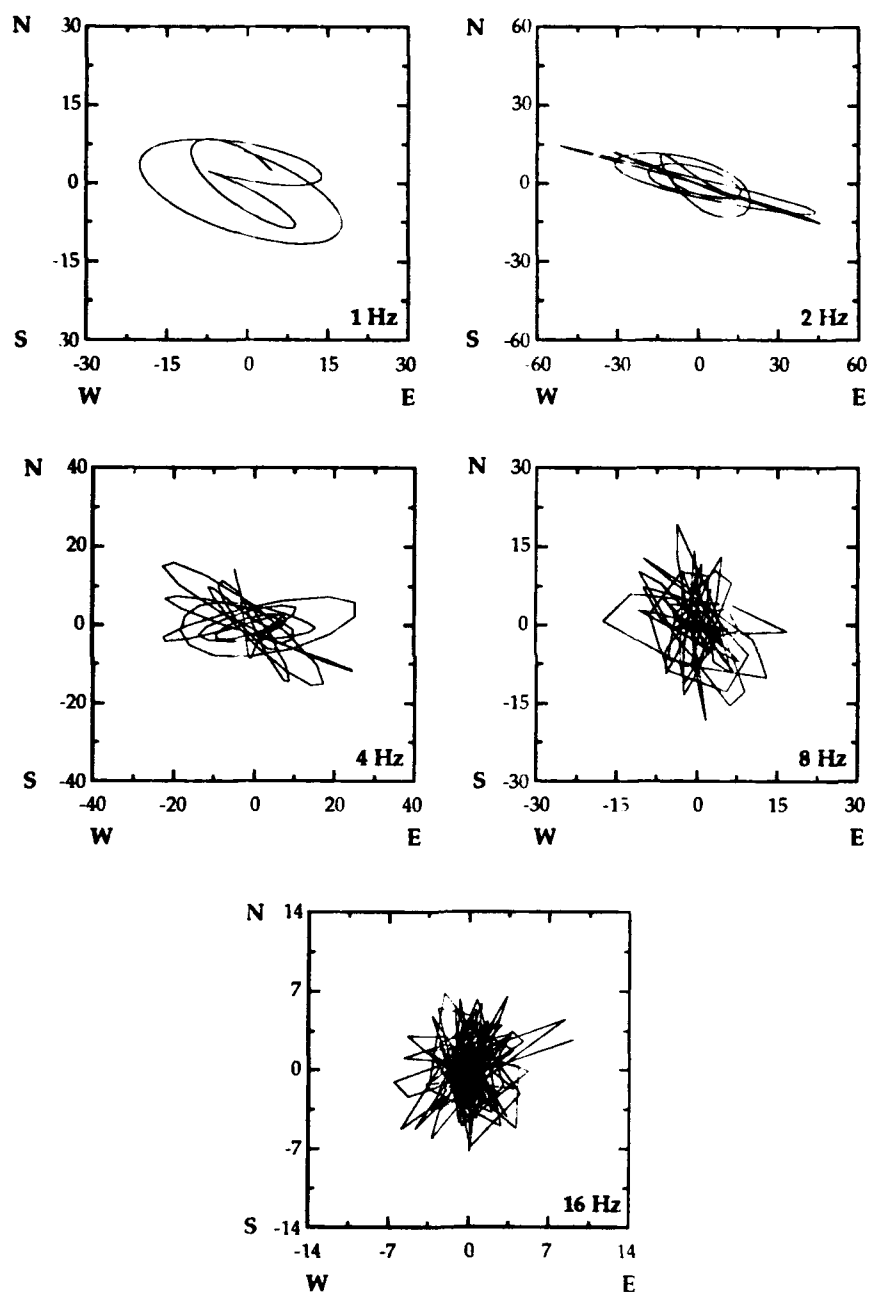 N 30
15
0
-15
S 30
-30 -15 0 15 30
W E
1 Hz
N 60
30
0
-30
S -60
-60 -30 0 30 60
W E
2 Hz
N 40
20
0
-20
S -40
-40 -20 0 20 40
W E
4 Hz
N 30
15
0
-15
S -30
-30 -15 0 15 30
W E
8 Hz
N 14
7
0
-7
S -14
-14 -7 0 7 14
W E
16 Hz